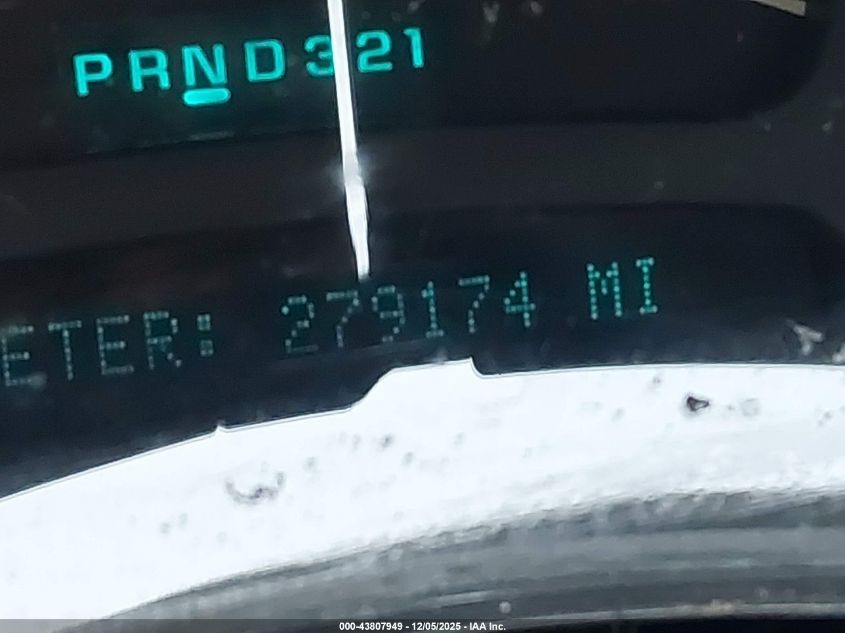 PRND321
ETER: 279174 MI
000-43807949 - 12/05/2025 - IAA Inc.